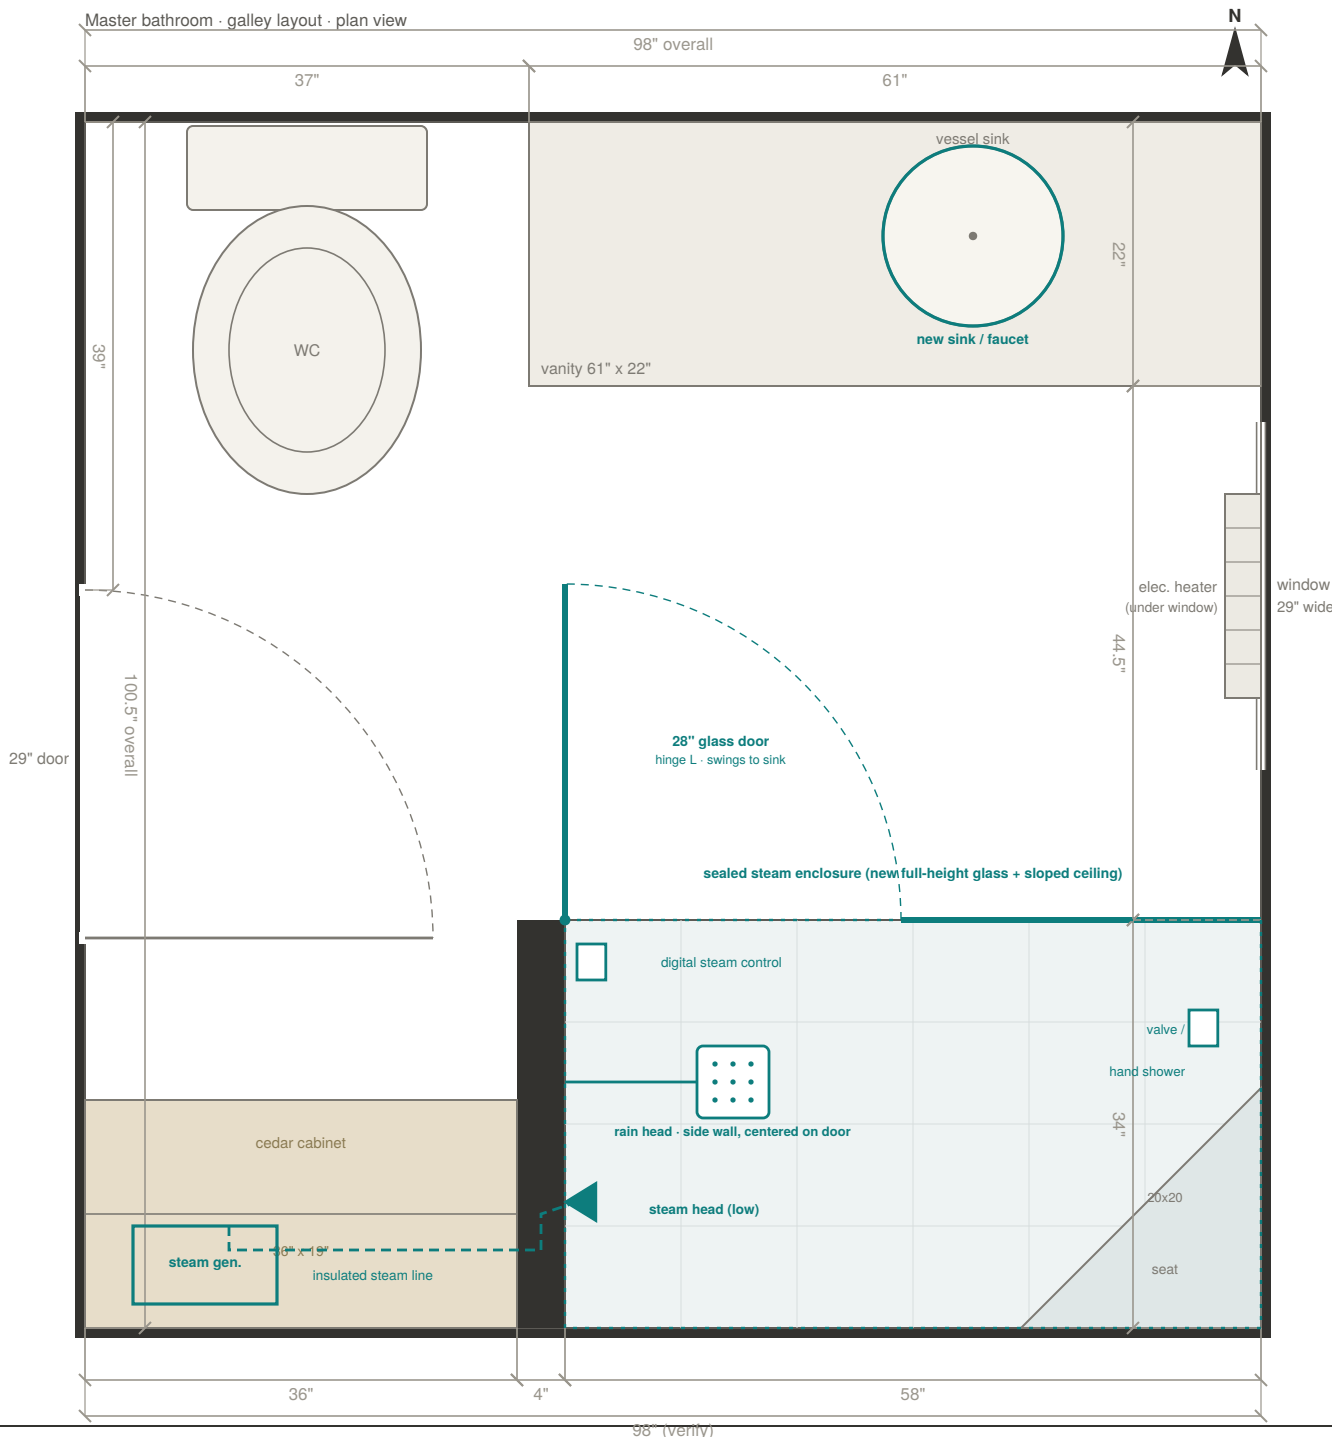 Master bathroom · galley layout · plan view
N
98" overall
37"
61"
vessel sink
22"
new sink / faucet
39"
WC
vanity 61" x 22"
elec. heater
(under window)
window
29" wide
44.5"
100.5" overall
29" door
28" glass door
hinge L · swings to sink
sealed steam enclosure (new full-height glass + sloped ceiling)
digital steam control
valve /
hand shower
34"
rain head · side wall, centered on door
cedar cabinet
20x20
steam head (low)
36" x 19"
steam gen.
insulated steam line
seat
36"
4"
58"
98" (verify)